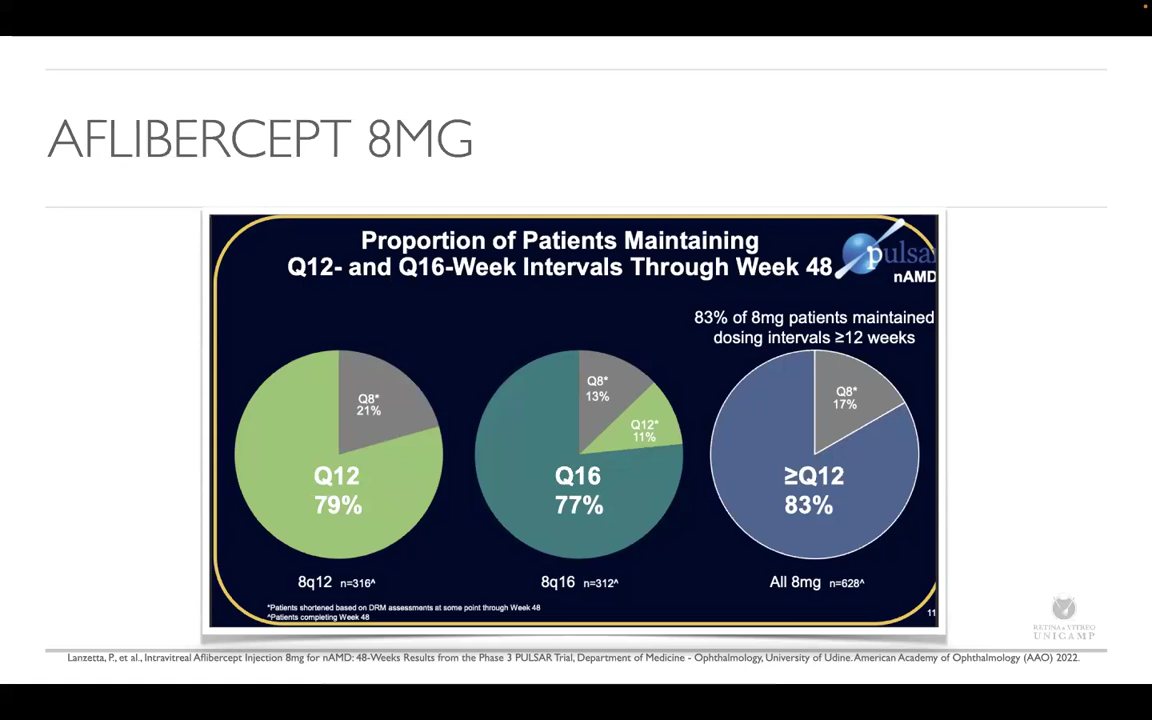 AFLIBERCEPT 8MG
Proportion of Patients Maintaining
Q12- and Q16-Week Intervals Through Week 48
pulsar
nAMD
83% of 8mg patients maintained
dosing intervals ≥12 weeks
Q8*
21%
Q12
79%
Q8*
13%
Q12*
11%
Q16
77%
Q8*
17%
≥Q12
83%
8q12 n=316^
8q16 n=312^
All 8mg n=628^
*Patients shortened based on DRM assessments at some point through Week 48
^Patients completing Week 48
11
RETINA & VITREO
UNICAMP
Lanzetta, P., et al., Intravitreal Aflibercept Injection 8mg for nAMD: 48-Weeks Results from the Phase 3 PULSAR Trial, Department of Medicine - Ophthalmology, University of Udine. American Academy of Ophthalmology (AAO) 2022.